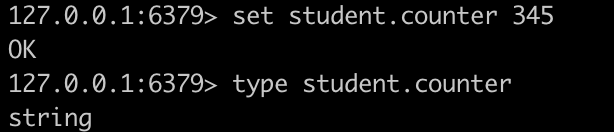 127.0.0.1:6379> set student.counter 345
OK
127.0.0.1:6379> type student.counter
string